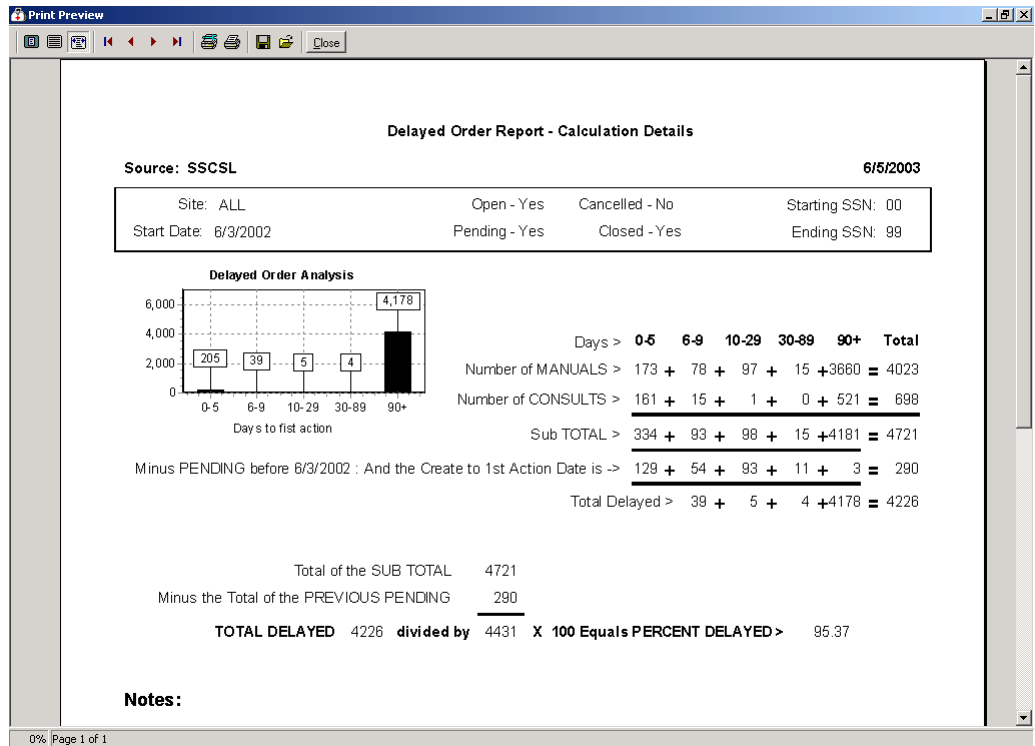 Print Preview
Close
Delayed Order Report - Calculation Details
Source: SSCSL 6/5/2003
Site: ALL Open - Yes Cancelled - No Starting SSN: 00
Start Date: 6/3/2002 Pending - Yes Closed - Yes Ending SSN: 99
Delayed Order Analysis
6,000
4,000
2,000
0
205
39
5
4
4,178
0-5 6-9 10-29 30-89 90+
Days to fist action
Days > 0-5 6-9 10-29 30-89 90+ Total
Number of MANUALS > 173 + 78 + 97 + 15 +3660 = 4023
Number of CONSULTS > 161 + 15 + 1 + 0 + 521 = 698
Sub TOTAL > 334 + 93 + 98 + 15 +4181 = 4721
Minus PENDING before 6/3/2002 : And the Create to 1st Action Date is -> 129 + 54 + 93 + 11 + 3 = 290
Total Delayed > 39 + 5 + 4 +4178 = 4226
Total of the SUB TOTAL 4721
Minus the Total of the PREVIOUS PENDING 290
TOTAL DELAYED 4226 divided by 4431 X 100 Equals PERCENT DELAYED > 95.37
Notes:
0% Page 1 of 1